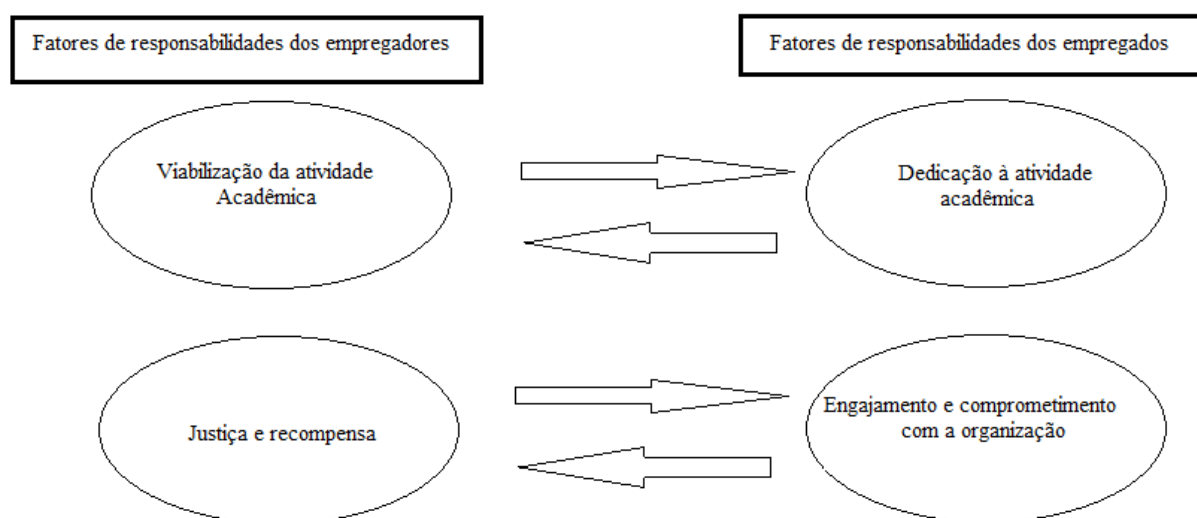 Fatores de responsabilidades dos empregadores
Fatores de responsabilidades dos empregados
Viabilização da atividade
Acadêmica
Dedicação à atividade
acadêmica
Justiça e recompensa
Engajamento e comprometimento
com a organização